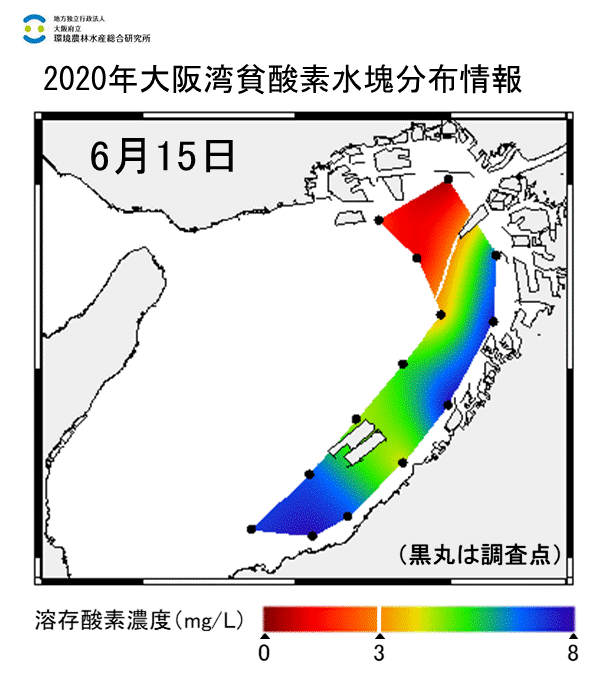 地方独立行政法人
大阪府立
環境農林水産総合研究所
2020年大阪湾貧酸素水塊分布情報
6月15日
(黒丸は調査点)
溶存酸素濃度(mg/L)
0 3 8